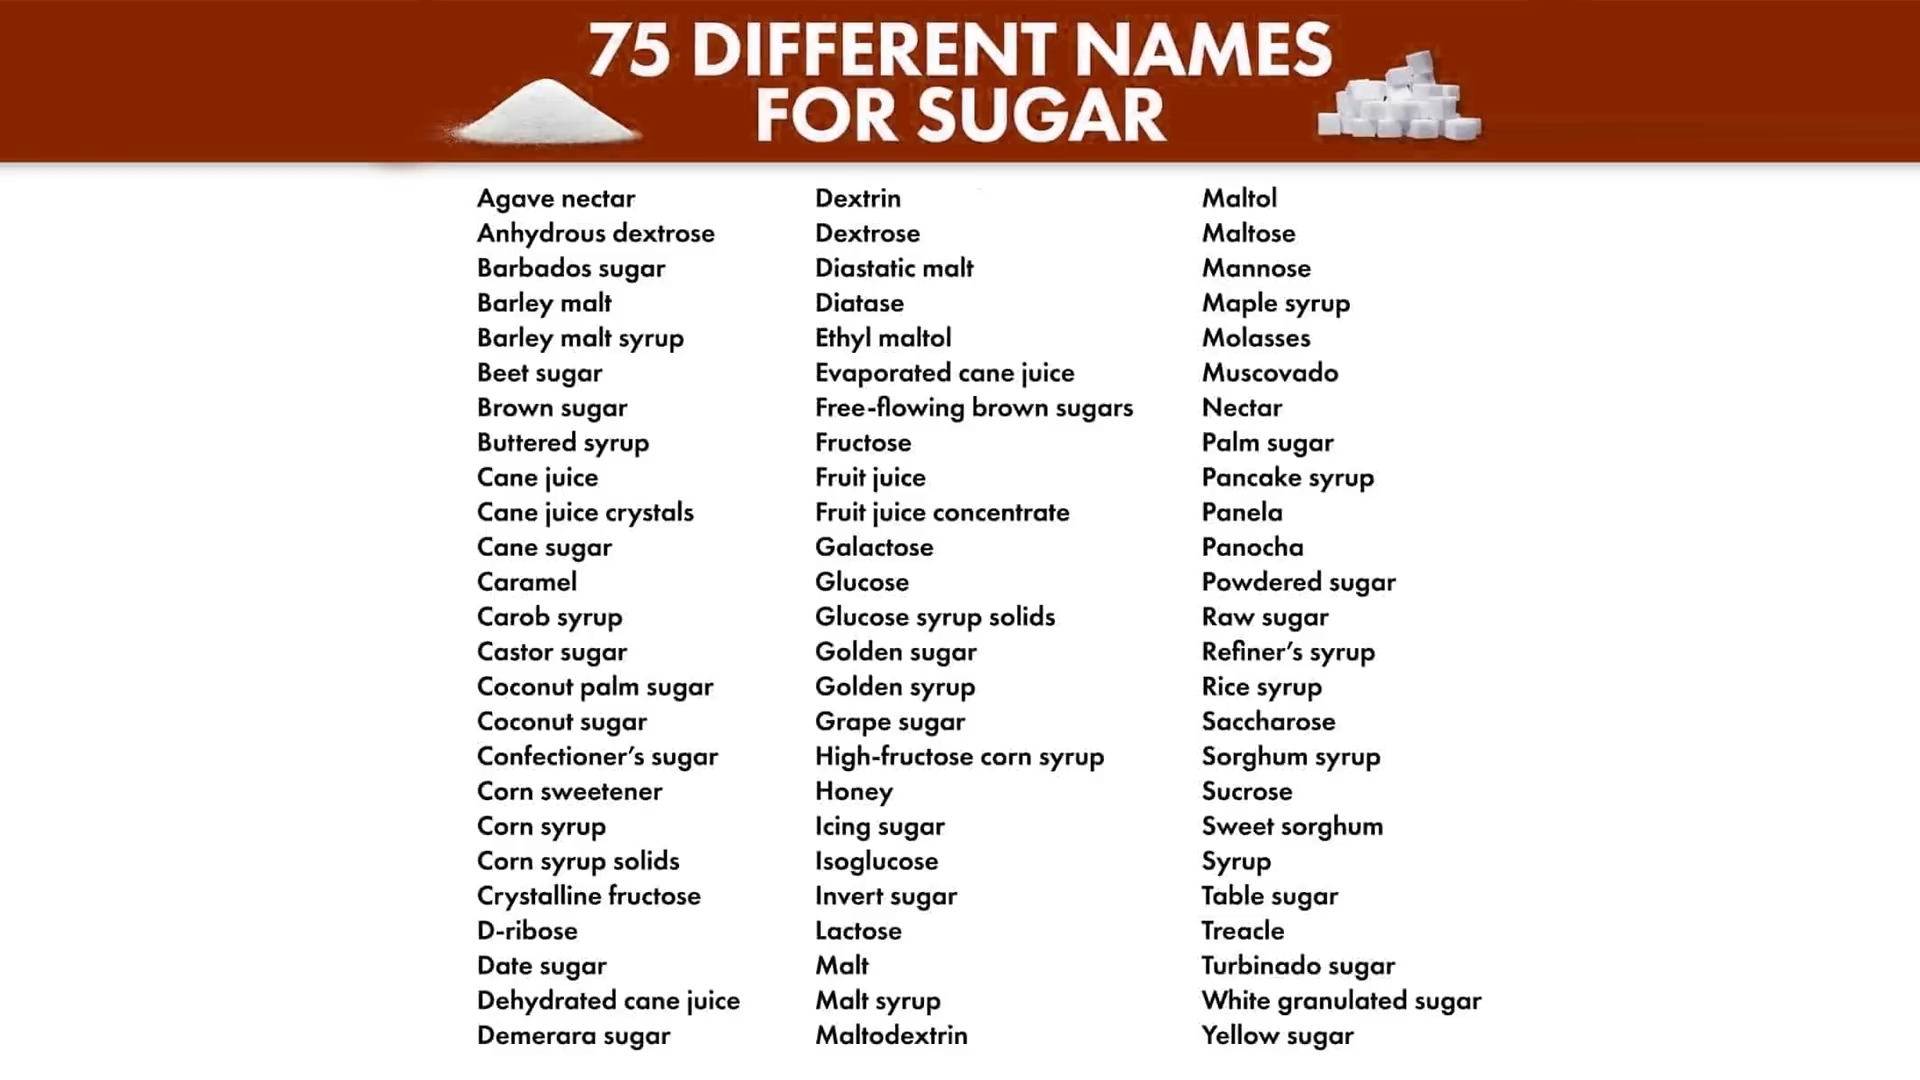 75 DIFFERENT NAMES
FOR SUGAR
Agave nectar
Anhydrous dextrose
Barbados sugar
Barley malt
Barley malt syrup
Beet sugar
Brown sugar
Buttered syrup
Cane juice
Cane juice crystals
Cane sugar
Caramel
Carob syrup
Castor sugar
Coconut palm sugar
Coconut sugar
Confectioner’s sugar
Corn sweetener
Corn syrup
Corn syrup solids
Crystalline fructose
D-ribose
Date sugar
Dehydrated cane juice
Demerara sugar
Dextrin
Dextrose
Diastatic malt
Diatase
Ethyl maltol
Evaporated cane juice
Free-flowing brown sugars
Fructose
Fruit juice
Fruit juice concentrate
Galactose
Glucose
Glucose syrup solids
Golden sugar
Golden syrup
Grape sugar
High-fructose corn syrup
Honey
Icing sugar
Isoglucose
Invert sugar
Lactose
Malt
Malt syrup
Maltodextrin
Maltol
Maltose
Mannose
Maple syrup
Molasses
Muscovado
Nectar
Palm sugar
Pancake syrup
Panela
Panocha
Powdered sugar
Raw sugar
Refiner’s syrup
Rice syrup
Saccharose
Sorghum syrup
Sucrose
Sweet sorghum
Syrup
Table sugar
Treacle
Turbinado sugar
White granulated sugar
Yellow sugar